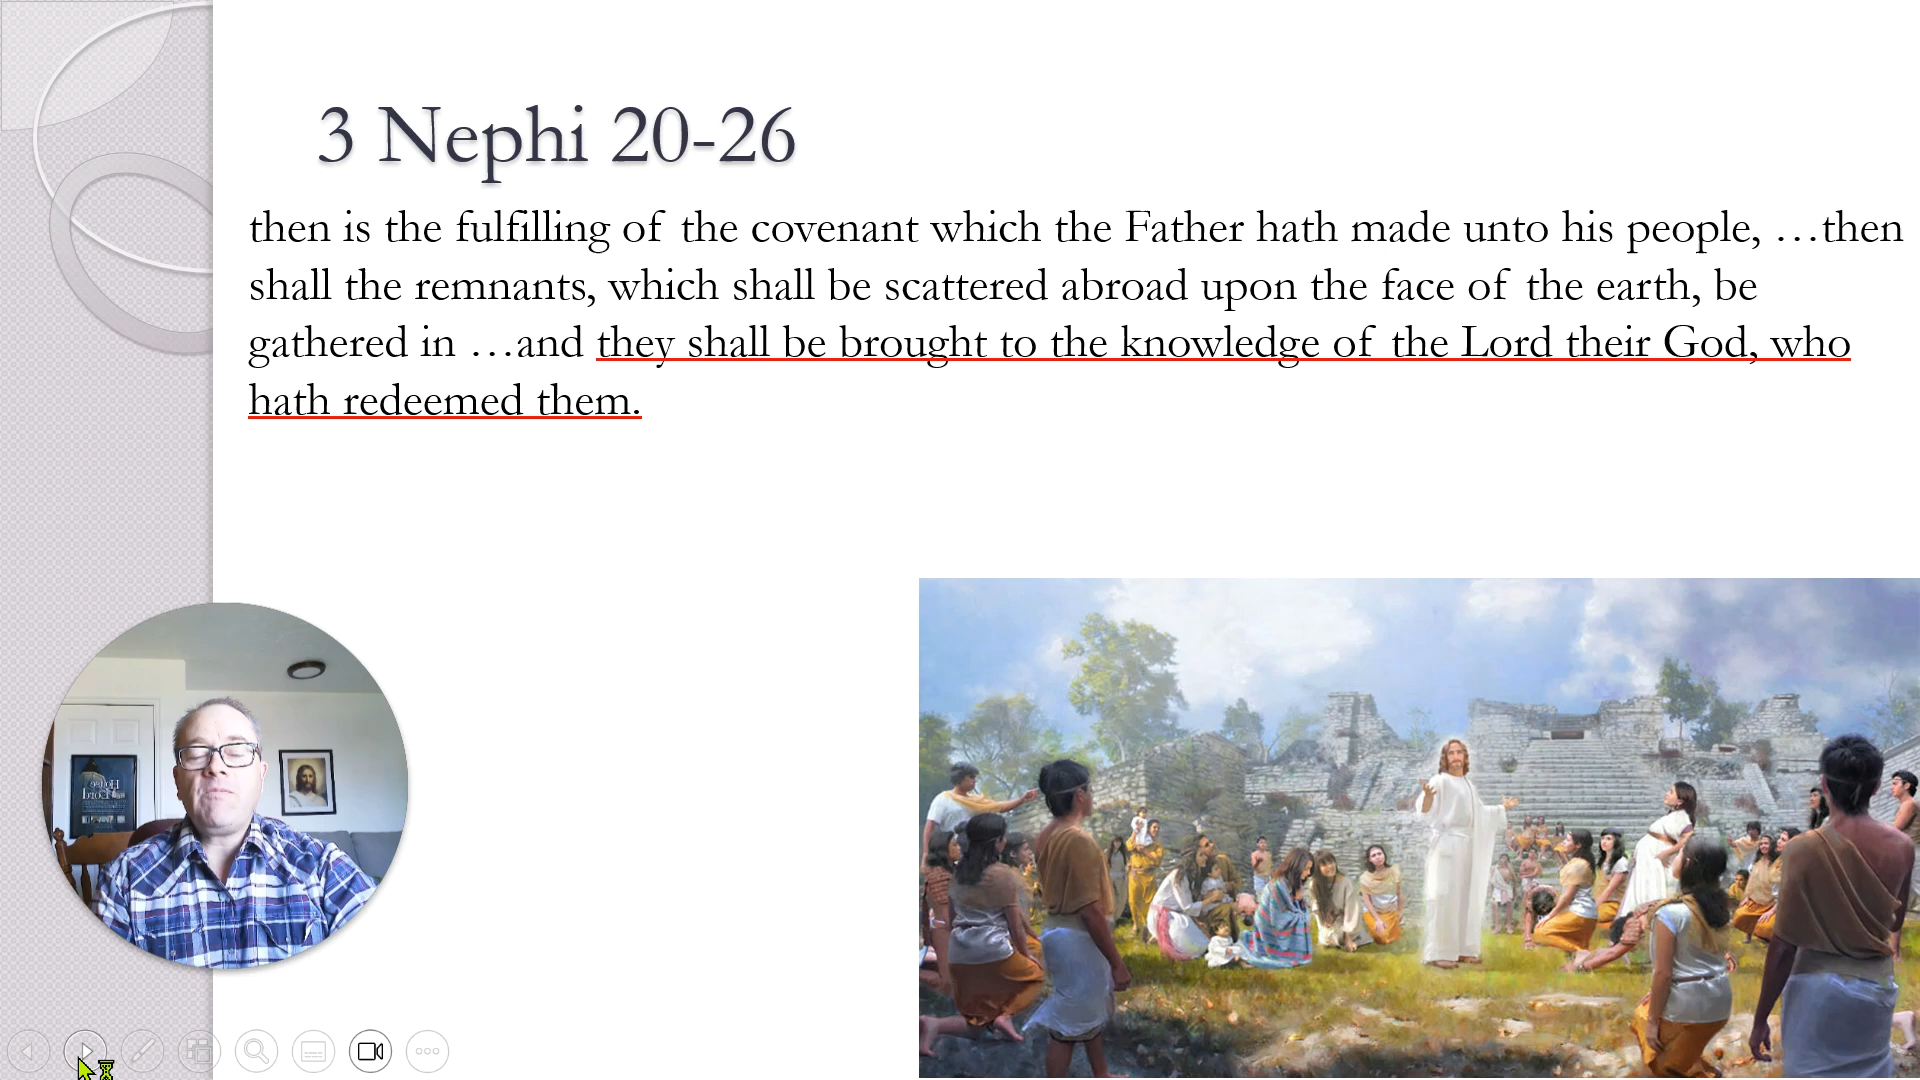 3 Nephi 20-26
then is the fulfilling of the covenant which the Father hath made unto his people, …then
shall the remnants, which shall be scattered abroad upon the face of the earth, be
gathered in …and they shall be brought to the knowledge of the Lord their God, who
hath redeemed them.